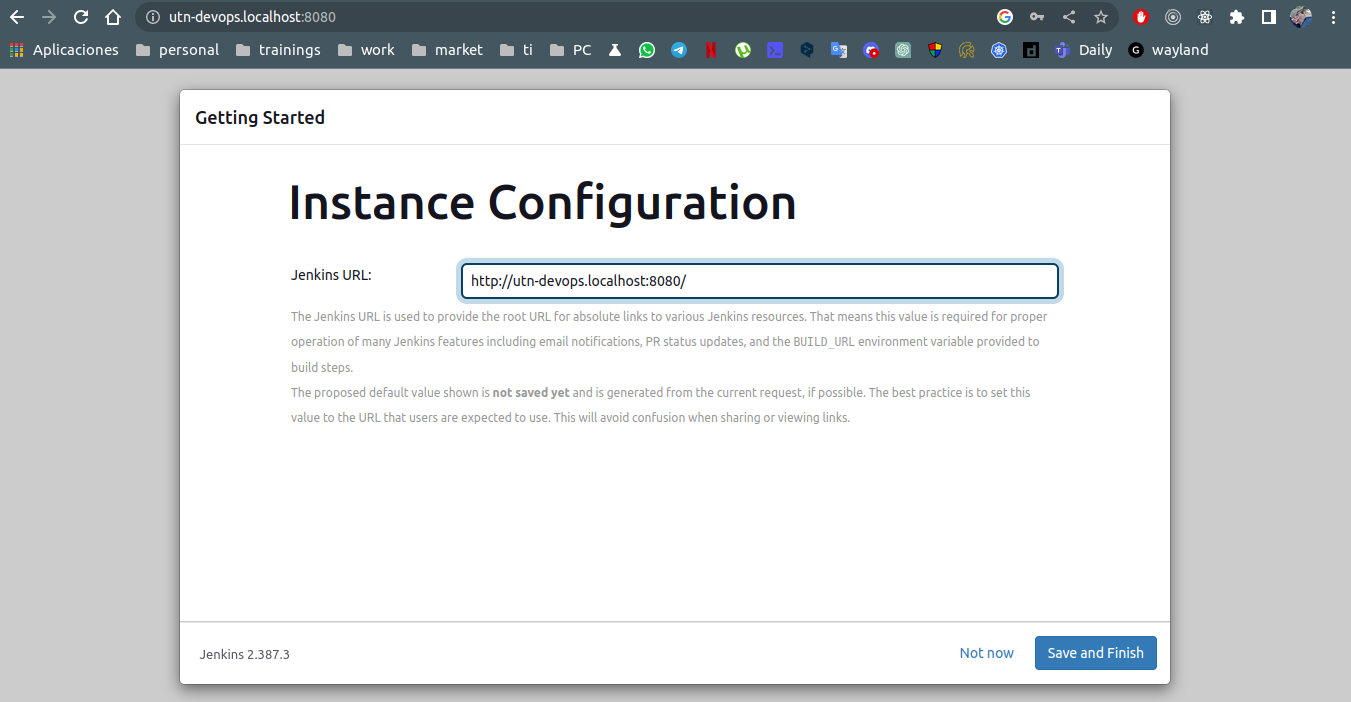 utn-devops.localhost:8080
Aplicaciones personal trainings work market ti PC Daily wayland
Getting Started
Instance Configuration
Jenkins URL: http://utn-devops.localhost:8080/
The Jenkins URL is used to provide the root URL for absolute links to various Jenkins resources. That means this value is required for proper
operation of many Jenkins features including email notifications, PR status updates, and the BUILD_URL environment variable provided to
build steps.
The proposed default value shown is not saved yet and is generated from the current request, if possible. The best practice is to set this
value to the URL that users are expected to use. This will avoid confusion when sharing or viewing links.
Jenkins 2.387.3 Not now Save and Finish